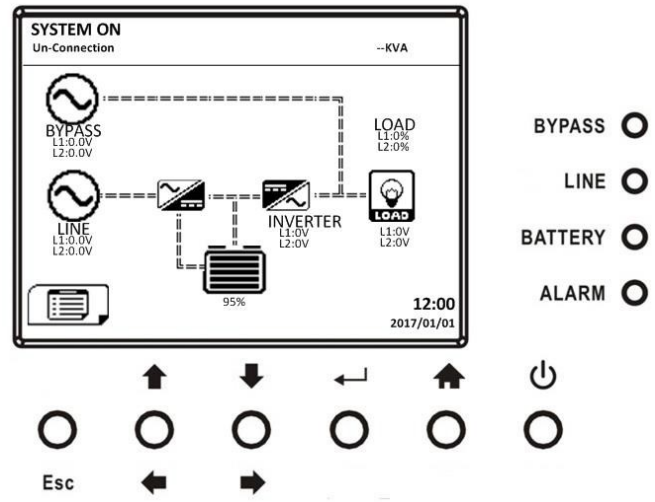 SYSTEM ON
Un-Connection
--KVA
BYPASS
L1:0.0V
L2:0.0V
LOAD
L1:0%
L2:0%
LINE
L1:0.0V
L2:0.0V
INVERTER
L1:0V
L2:0V
LOAD
L1:0V
L2:0V
95%
12:00
2017/01/01
BYPASS
LINE
BATTERY
ALARM
Esc